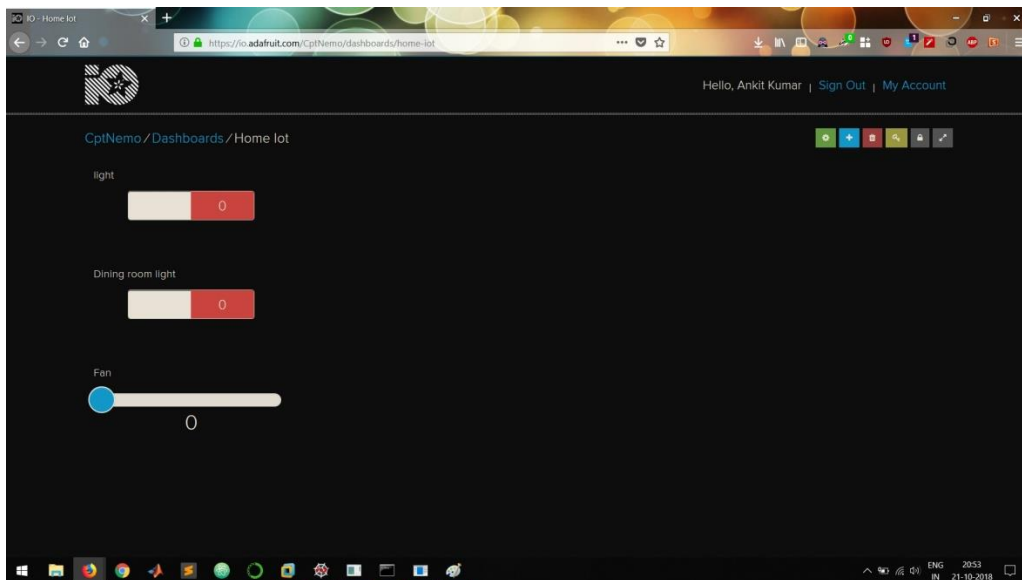 IO - Home Iot
https://io.adafruit.com/CptNemo/dashboards/home-iot
Hello, Ankit Kumar | Sign Out | My Account
CptNemo / Dashboards / Home Iot
light
0
Dining room light
0
Fan
0
ENG 20:53
IN 21-10-2018